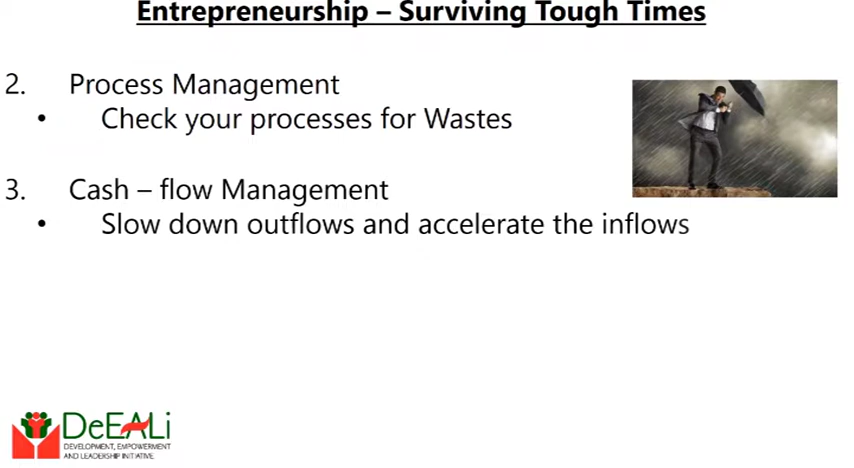 Entrepreneurship – Surviving Tough Times
2. Process Management
• Check your processes for Wastes
3. Cash – flow Management
• Slow down outflows and accelerate the inflows
DeEALi
DEVELOPMENT, EMPOWERMENT
AND LEADERSHIP INITIATIVE